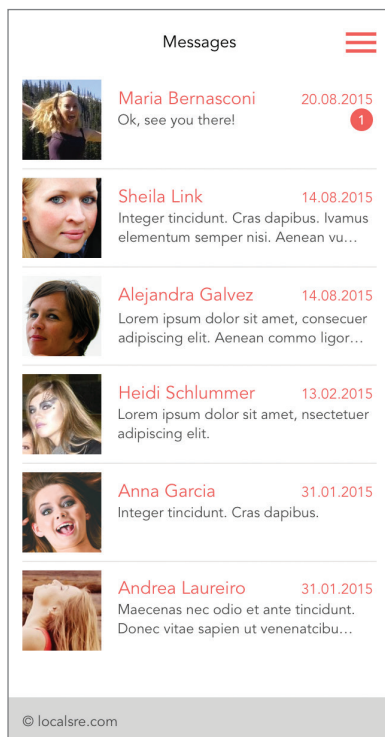 Messages
Maria Bernasconi 20.08.2015
Ok, see you there! 1
Sheila Link 14.08.2015
Integer tincidunt. Cras dapibus. Ivamus
elementum semper nisi. Aenean vu…
Alejandra Galvez 14.08.2015
Lorem ipsum dolor sit amet, consecuer
adipiscing elit. Aenean commo ligor…
Heidi Schlummer 13.02.2015
Lorem ipsum dolor sit amet, nsectetuer
adipiscing elit.
Anna Garcia 31.01.2015
Integer tincidunt. Cras dapibus.
Andrea Laureiro 31.01.2015
Maecenas nec odio et ante tincidunt.
Donec vitae sapien ut venenatcibu…
© localsre.com